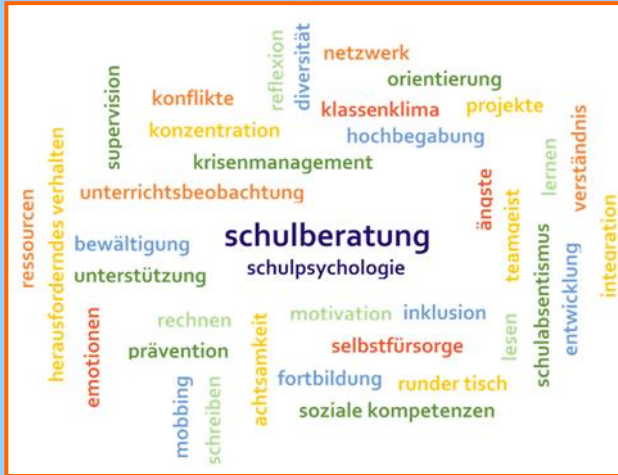 netzwerk
reflexion
diversität
orientierung
supervision
konflikte
klassenklima
projekte
konzentration
hochbegabung
verständnis
krisenmanagement
lernen
herausforderndes verhalten
unterrichtsbeobachtung
ängste
teamgeist
ressourcen
integration
schulberatung
bewältigung
schulpsychologie
unterstützung
schulabsentismus
entwicklung
emotionen
rechnen
achtsamkeit
motivation
inklusion
prävention
selbstfürsorge
lesen
mobbing
schreiben
fortbildung
runder tisch
soziale kompetenzen